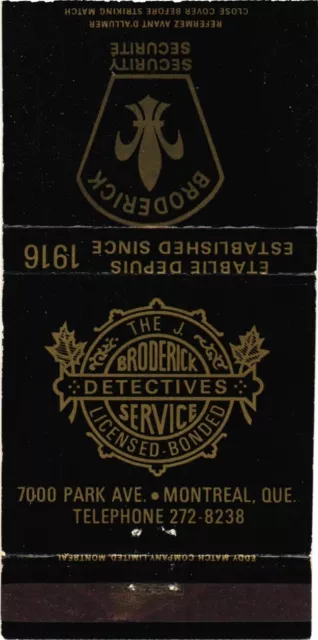 CLOSE COVER BEFORE STRIKING MATCH
REFERMEZ AVANT D'ALLUMER
SÉCURITÉ
SECURITY
BRODERICK
ETABLIE DEPUIS
ESTABLISHED SINCE 1916
THE J.
BRODERICK
DETECTIVES
SERVICE
LICENSED-BONDED
7000 PARK AVE. • MONTREAL, QUE.
TELEPHONE 272-8238
EDDY MATCH COMPANY, LIMITED, MONTREAL